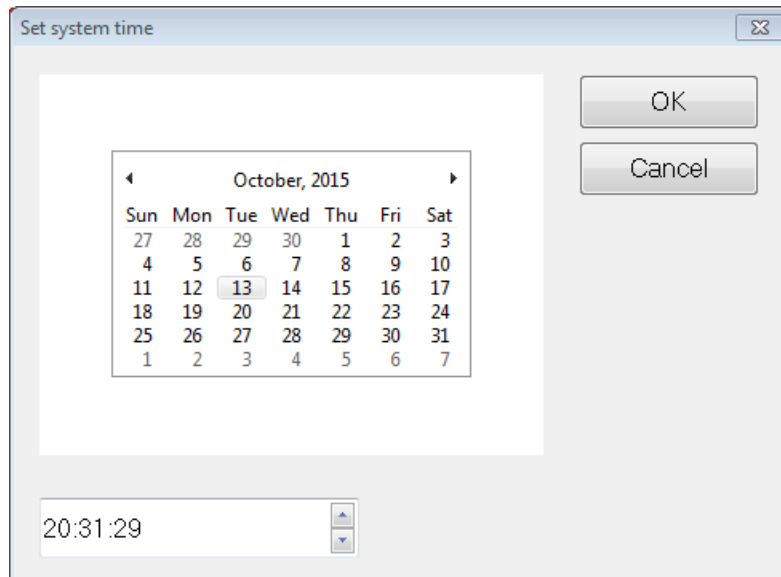 Set system time
OK
Cancel
October, 2015
Sun Mon Tue Wed Thu Fri Sat
27 28 29 30 1 2 3
4 5 6 7 8 9 10
11 12 13 14 15 16 17
18 19 20 21 22 23 24
25 26 27 28 29 30 31
1 2 3 4 5 6 7
20:31:29